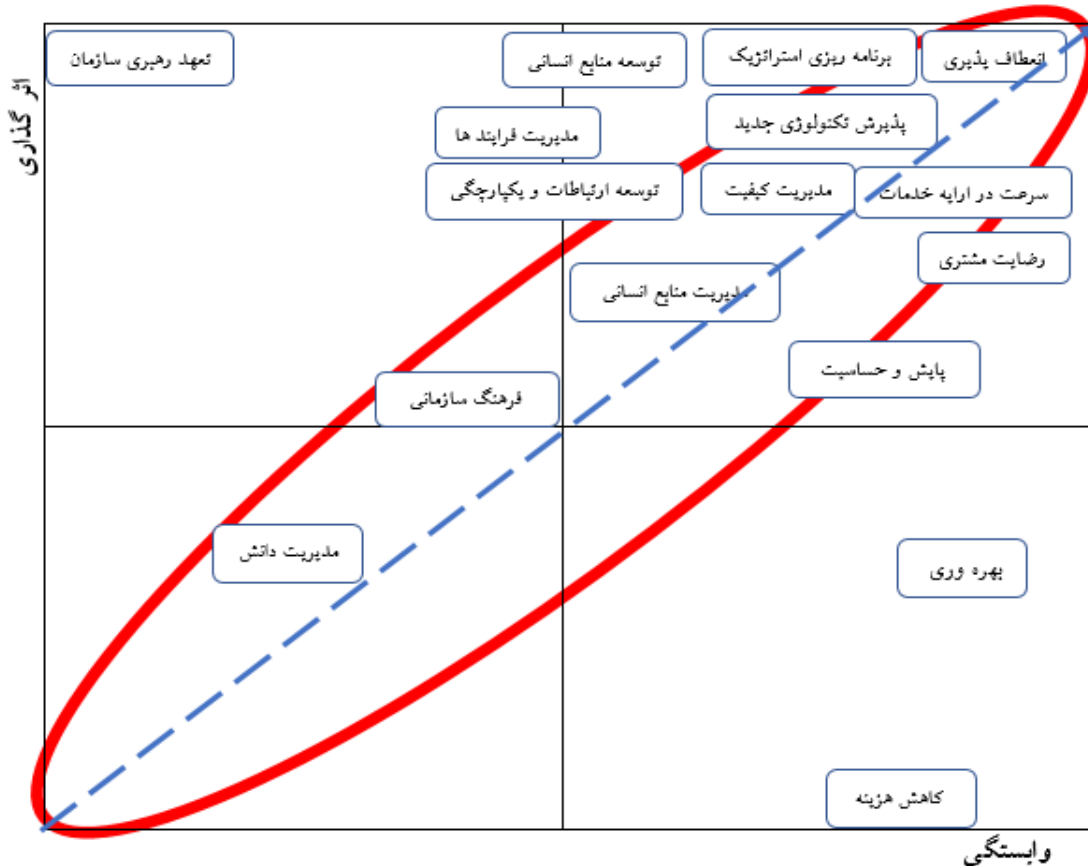 اثر گذاری
تعهد رهبری سازمان
توسعه منابع انسانی
برنامه ریزی استراتژیک
انعطاف پذیری
مدیریت فرایند ها
پذیرش تکنولوژی جدید
توسعه ارتباطات و یکپارچگی
مدیریت کیفیت
سرعت در ارایه خدمات
رضایت مشتری
مدیریت منابع انسانی
پایش و حساسیت
فرهنگ سازمانی
مدیریت دانش
بهره وری
کاهش هزینه
وابستگی